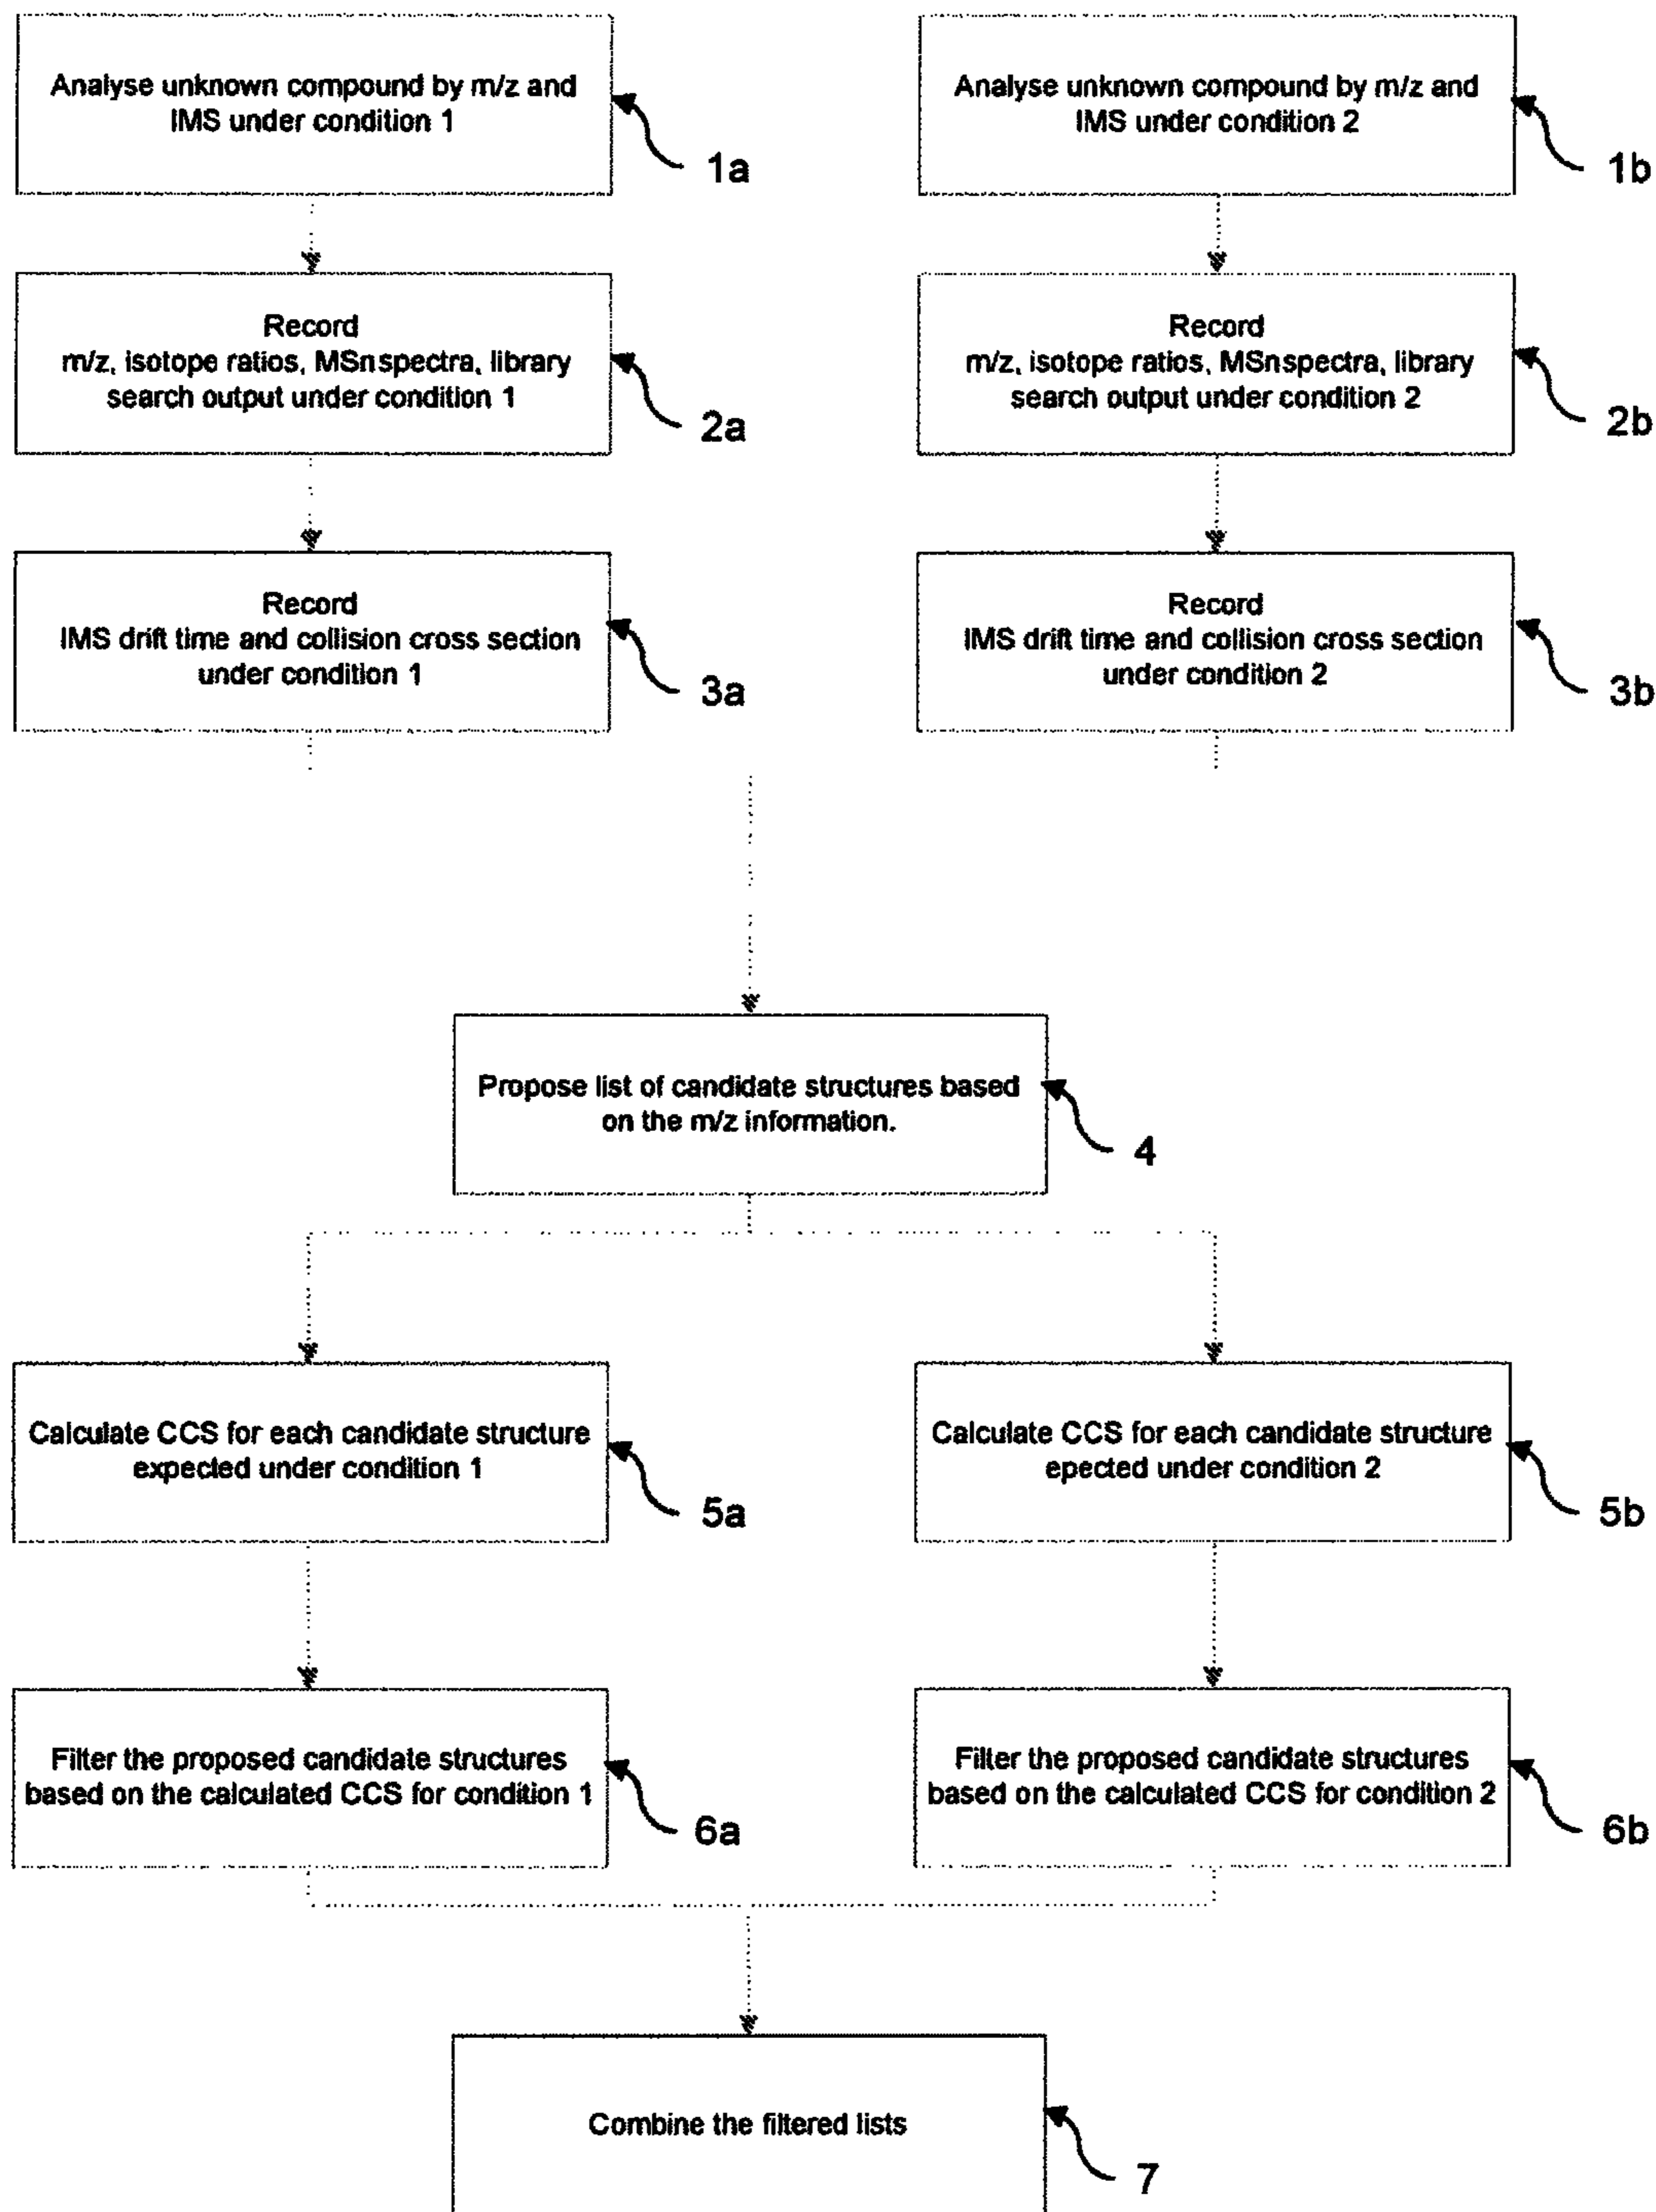 Analyse unknown compound by m/z and
IMS under condition 1
1a
Analyse unknown compound by m/z and
IMS under condition 2
1b
Record
m/z, isotope ratios, MSn spectra, library
search output under condition 1
2a
Record
m/z, isotope ratios, MSn spectra, library
search output under condition 2
2b
Record
IMS drift time and collision cross section
under condition 1
3a
Record
IMS drift time and collision cross section
under condition 2
3b
Propose list of candidate structures based
on the m/z information.
4
Calculate CCS for each candidate structure
expected under condition 1
5a
Calculate CCS for each candidate structure
epected under condition 2
5b
Filter the proposed candidate structures
based on the calculated CCS for condition 1
6a
Filter the proposed candidate structures
based on the calculated CCS for condition 2
6b
Combine the filtered lists
7